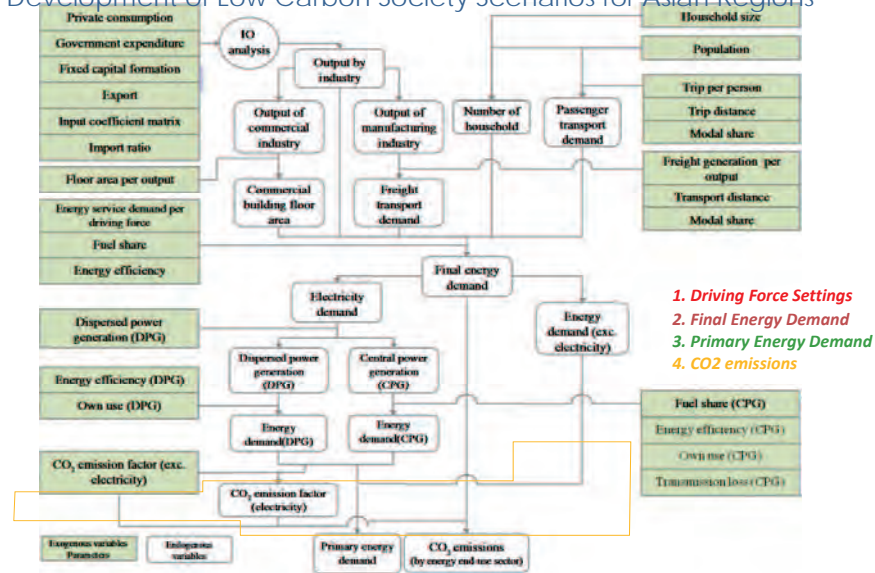 Development of Low Carbon Society Scenarios for Asian Regions
Private consumption
Government expenditure
Fixed capital formation
Export
Input coefficient matrix
Import ratio
Floor area per output
Energy service demand per
driving force
Fuel share
Energy efficiency
IO
analysis
Output by
industry
Output of
commercial
industry
Output of
manufacturing
industry
Number of
household
Passenger
transport
demand
Commercial
building floor
area
Freight
transport
demand
Household size
Population
Trip per person
Trip distance
Modal share
Freight generation per
output
Transport distance
Modal share
Final energy
demand
Electricity
demand
Energy
demand (exc.
electricity)
1. Driving Force Settings
2. Final Energy Demand
3. Primary Energy Demand
4. CO2 emissions
Dispersed power
generation (DPG)
Energy efficiency (DPG)
Own use (DPG)
Dispersed power
generation
(DPG)
Central power
generation
(CPG)
Energy
demand(DPG)
Energy
demand(CPG)
Fuel share (CPG)
Energy efficiency (CPG)
Own use (CPG)
Transmission loss (CPG)
CO2 emission factor (exc.
electricity)
CO2 emission factor
(electricity)
Exogenous variables
Parameters
Endogenous
variables
Primary energy
demand
CO2 emissions
(by energy end-use sector)